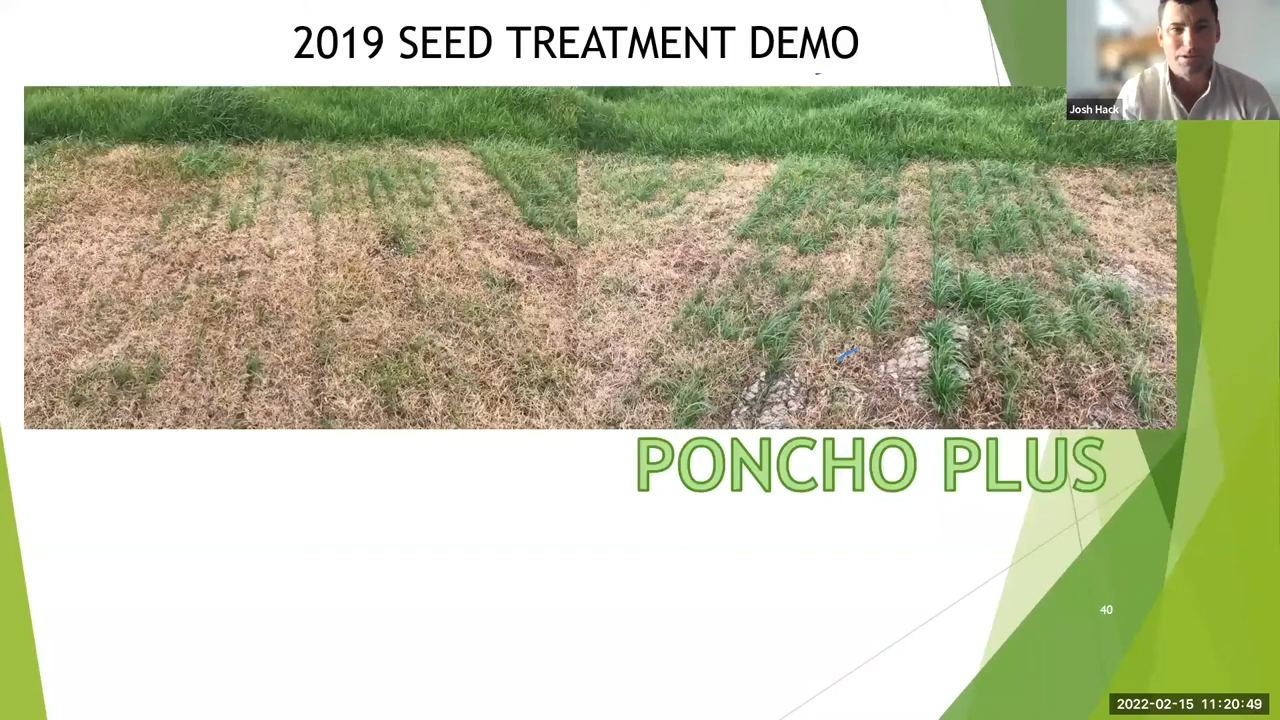 2019 SEED TREATMENT DEMO
Josh Hack
PONCHO PLUS
40
2022-02-15 11:20:49